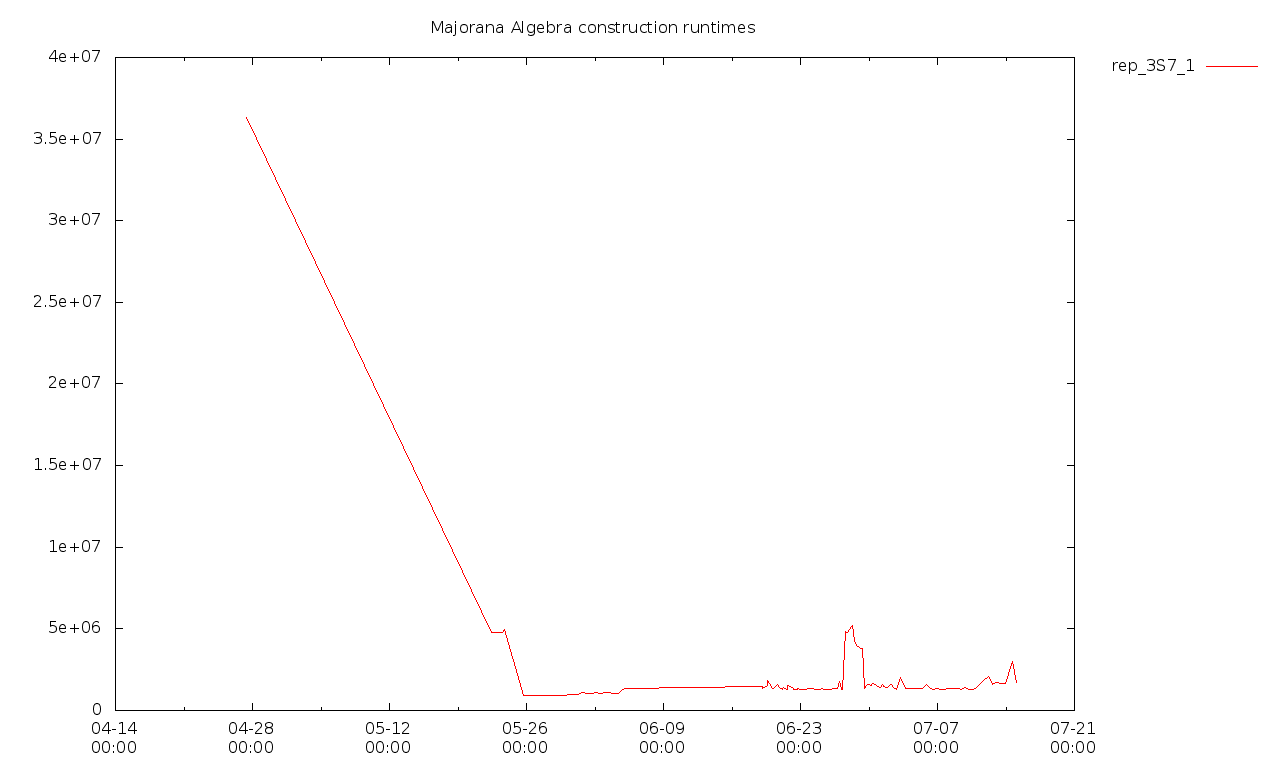 Majorana Algebra construction runtimes
rep_3S7_1
4e+07
3.5e+07
3e+07
2.5e+07
2e+07
1.5e+07
1e+07
5e+06
0
04-14 04-28 05-12 05-26 06-09 06-23 07-07 07-21
00:00 00:00 00:00 00:00 00:00 00:00 00:00 00:00